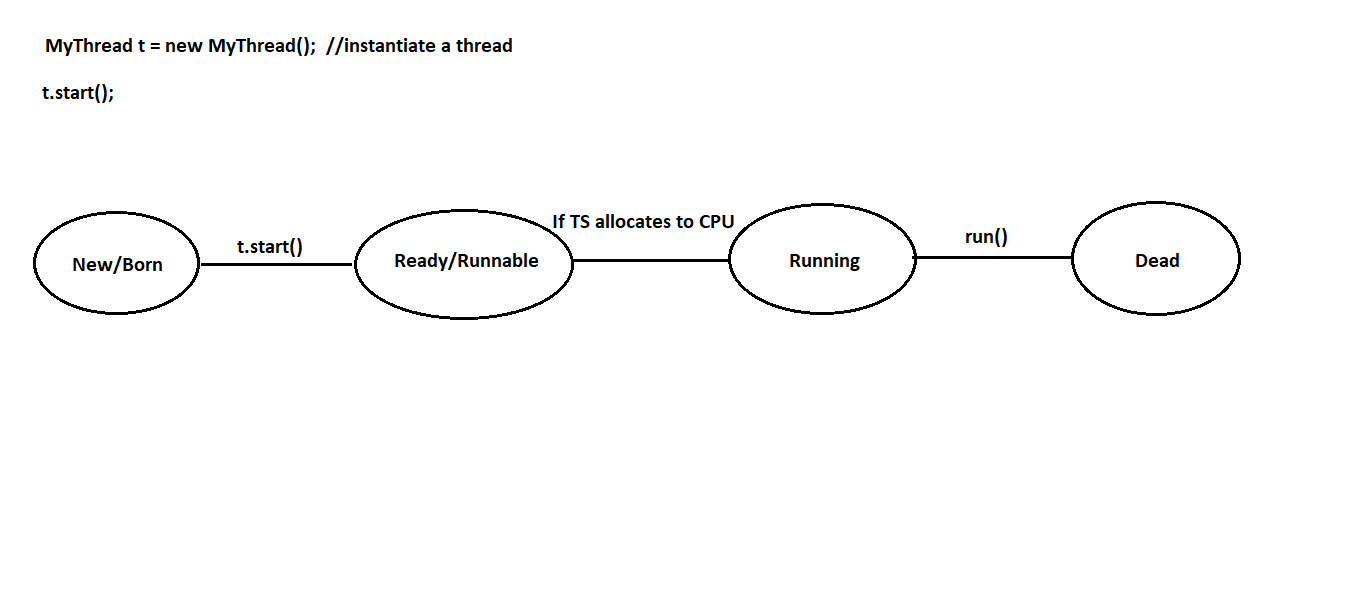 MyThread t = new MyThread();  //instantiate a thread
t.start();
If TS allocates to CPU
t.start()
run()
New/Born
Ready/Runnable
Running
Dead